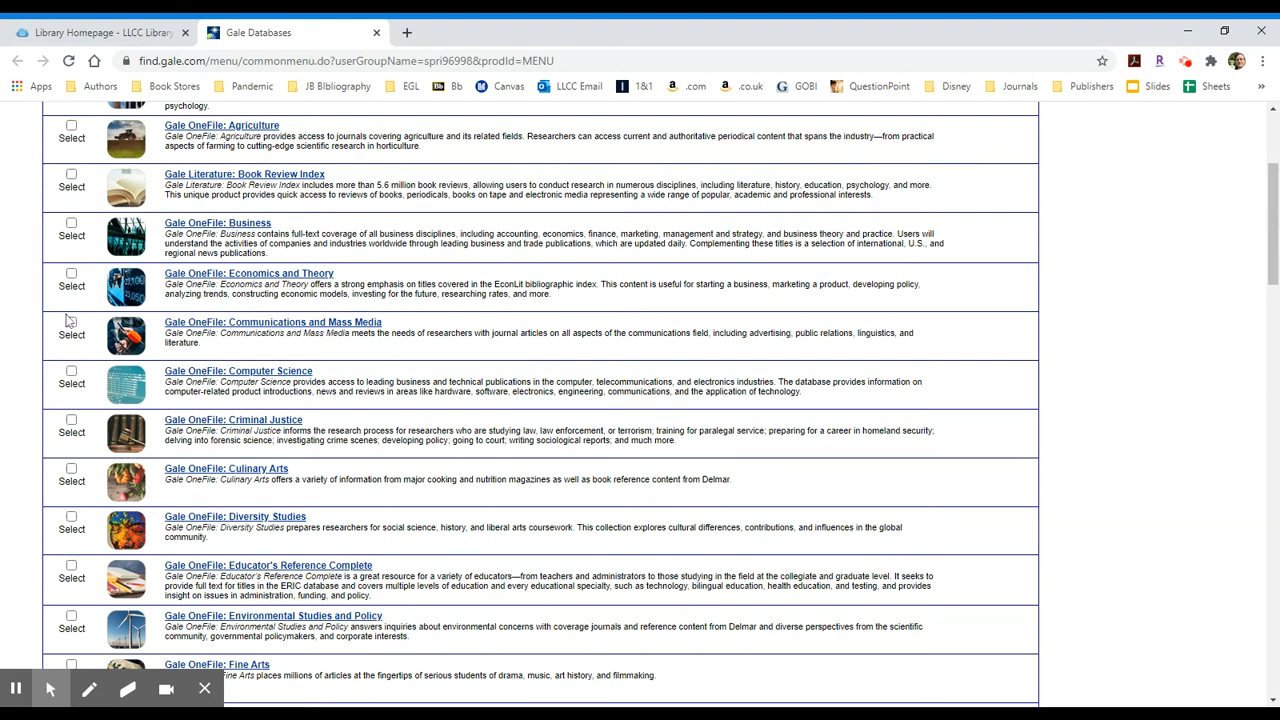 Library Homepage - LLCC Library
Gale Databases
find.gale.com/menu/commonmenu.do?userGroupName=spri96998&prodId=MENU
Apps Authors Book Stores Pandemic JB BIbliography EGL Bb Bb Canvas LLCC Email 1&1 .com .co.uk GOBI QuestionPoint Disney Journals Publishers Slides Sheets »
psychology.
Select
Gale OneFile: Agriculture
Gale OneFile: Agriculture provides access to journals covering agriculture and its related fields. Researchers can access current and authoritative periodical content that spans the industry—from practical
aspects of farming to cutting-edge scientific research in horticulture.
Select
Gale Literature: Book Review Index
Gale Literature: Book Review Index includes more than 5.6 million book reviews, allowing users to conduct research in numerous disciplines, including literature, history, education, psychology, and more.
This unique product provides quick access to reviews of books, periodicals, books on tape and electronic media representing a wide range of popular, academic and professional interests.
Select
Gale OneFile: Business
Gale OneFile: Business contains full-text coverage of all business disciplines, including accounting, economics, finance, marketing, management and strategy, and business theory and practice. Users will
understand the activities of companies and industries worldwide through leading business and trade publications, which are updated daily. Complementing these titles is a selection of international, U.S., and
regional news publications.
Select
Gale OneFile: Economics and Theory
Gale OneFile: Economics and Theory offers a strong emphasis on titles covered in the EconLit bibliographic index. This content is useful for starting a business, marketing a product, developing policy,
analyzing trends, constructing economic models, investing for the future, researching rates, and more.
Select
Gale OneFile: Communications and Mass Media
Gale OneFile: Communications and Mass Media meets the needs of researchers with journal articles on all aspects of the communications field, including advertising, public relations, linguistics, and
literature.
Select
Gale OneFile: Computer Science
Gale OneFile: Computer Science provides access to leading business and technical publications in the computer, telecommunications, and electronics industries. The database provides information on
computer-related product introductions, news and reviews in areas like hardware, software, electronics, engineering, communications, and the application of technology.
Select
Gale OneFile: Criminal Justice
Gale OneFile: Criminal Justice informs the research process for researchers who are studying law, law enforcement, or terrorism; training for paralegal service; preparing for a career in homeland security;
delving into forensic science; investigating crime scenes; developing policy; going to court; writing sociological reports; and much more.
Select
Gale OneFile: Culinary Arts
Gale OneFile: Culinary Arts offers a variety of information from major cooking and nutrition magazines as well as book reference content from Delmar.
Select
Gale OneFile: Diversity Studies
Gale OneFile: Diversity Studies prepares researchers for social science, history, and liberal arts coursework. This collection explores cultural differences, contributions, and influences in the global
community.
Select
Gale OneFile: Educator's Reference Complete
Gale OneFile: Educator's Reference Complete is a great resource for a variety of educators—from teachers and administrators to those studying in the field at the collegiate and graduate level. It seeks to
provide full text for titles in the ERIC database and covers multiple levels of education and every educational specialty, such as technology, bilingual education, health education, and testing, and provides
insight on issues in administration, funding, and policy.
Select
Gale OneFile: Environmental Studies and Policy
Gale OneFile: Environmental Studies and Policy answers inquiries about environmental concerns with coverage journals and reference content from Delmar and diverse perspectives from the scientific
community, governmental policymakers, and corporate interests.
Gale OneFile: Fine Arts
Fine Arts places millions of articles at the fingertips of serious students of drama, music, art history, and filmmaking.